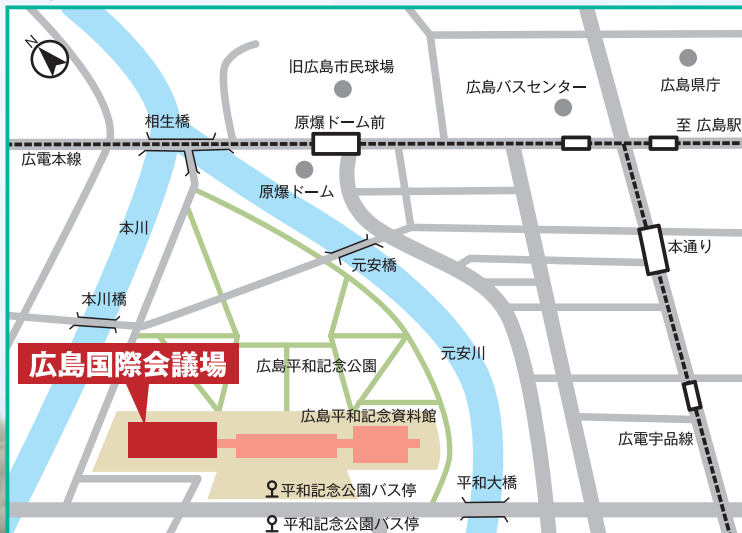 N
旧広島市民球場
広島バスセンター
広島県庁
相生橋
原爆ドーム前
至 広島駅
広電本線
原爆ドーム
本川
本通り
元安橋
本川橋
元安川
広島国際会議場
広島平和記念公園
広島平和記念資料館
広電宇品線
平和記念公園バス停
平和大橋
平和記念公園バス停